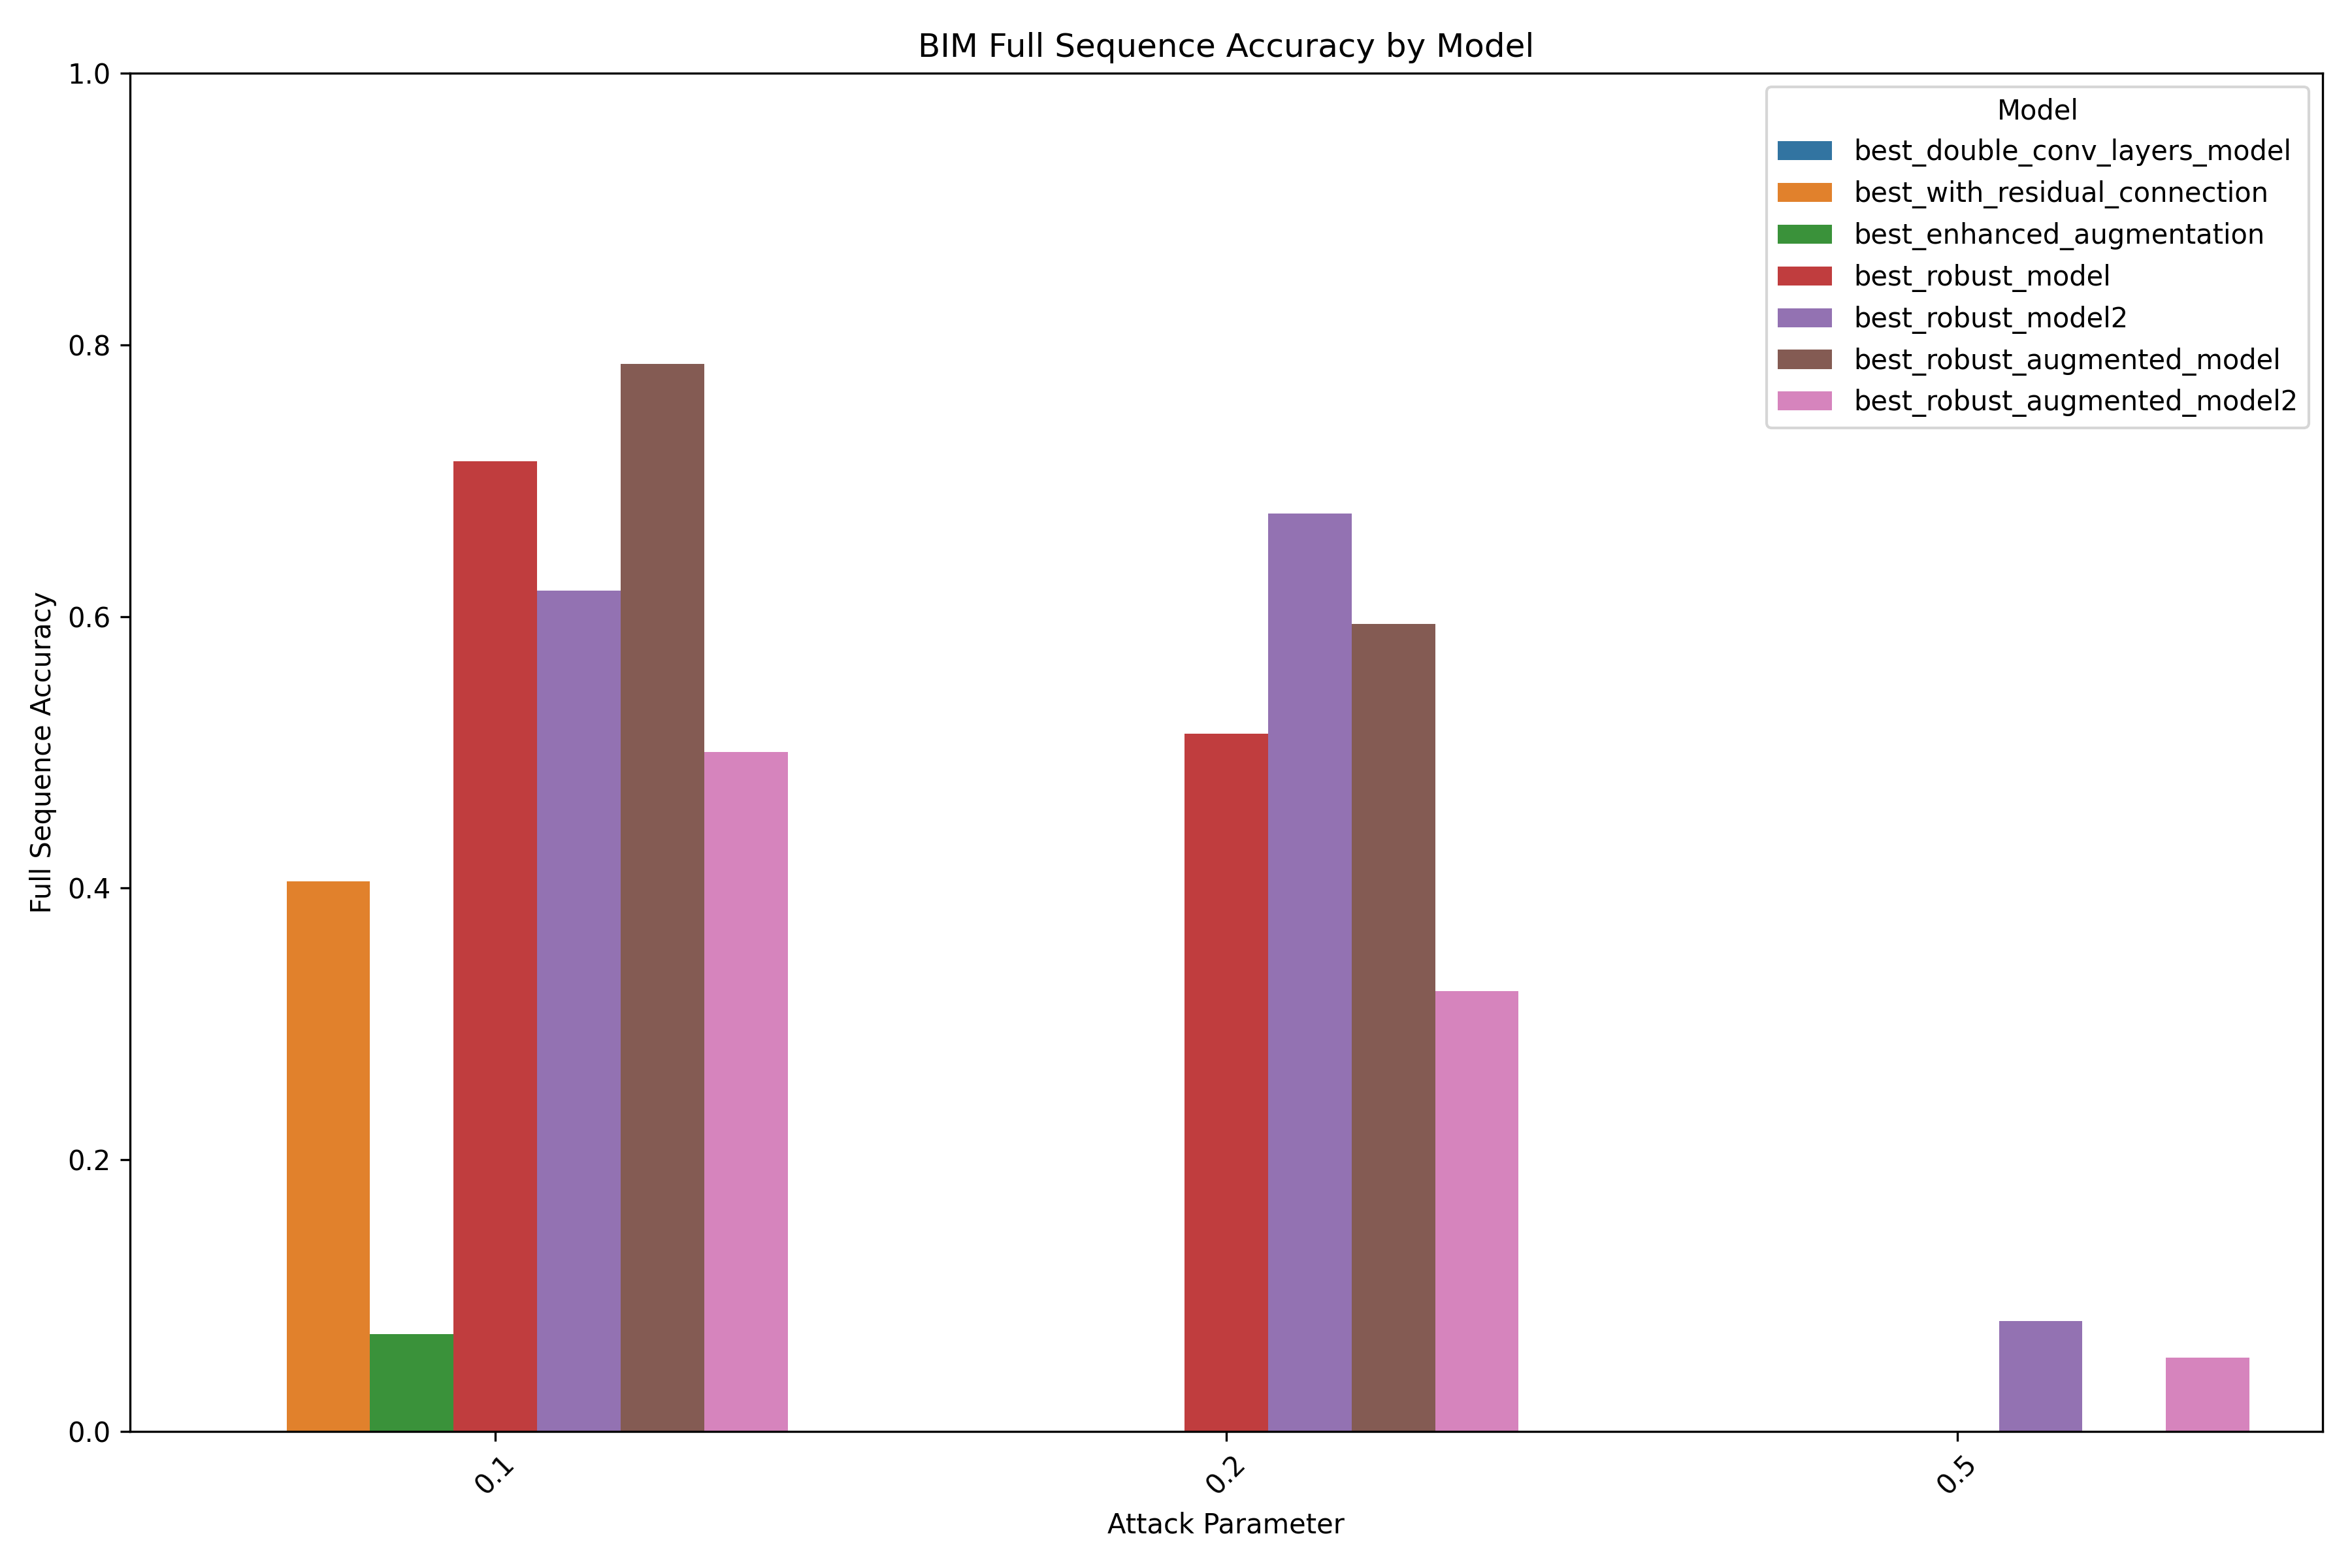 BIM Full Sequence Accuracy by Model
1.0
0.8
0.6
0.4
0.2
0.0
Full Sequence Accuracy
Model
best_double_conv_layers_model
best_with_residual_connection
best_enhanced_augmentation
best_robust_model
best_robust_model2
best_robust_augmented_model
best_robust_augmented_model2
0.1
0.2
0.5
Attack Parameter